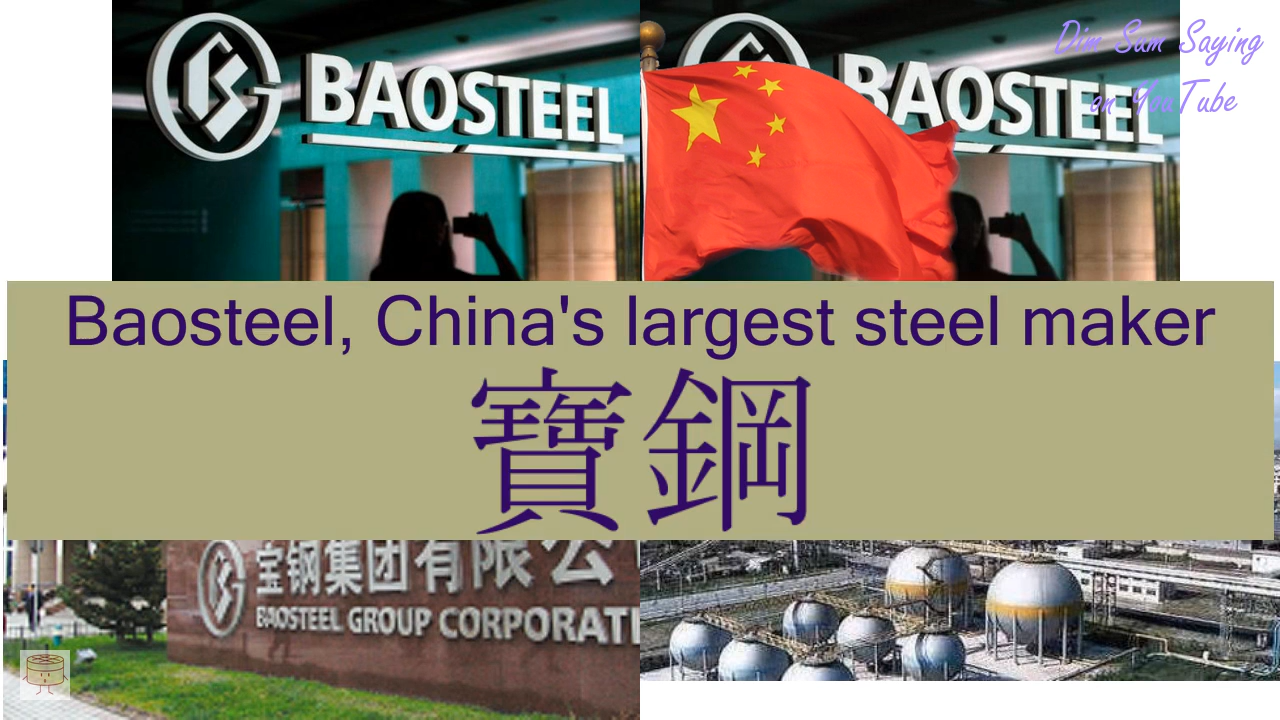 BAOSTEEL
BAOSTEEL
Dim Sum Saying
on YouTube
Baosteel, China's largest steel maker
寶鋼
宝钢集团有限公
BAOSTEEL GROUP CORPORATI